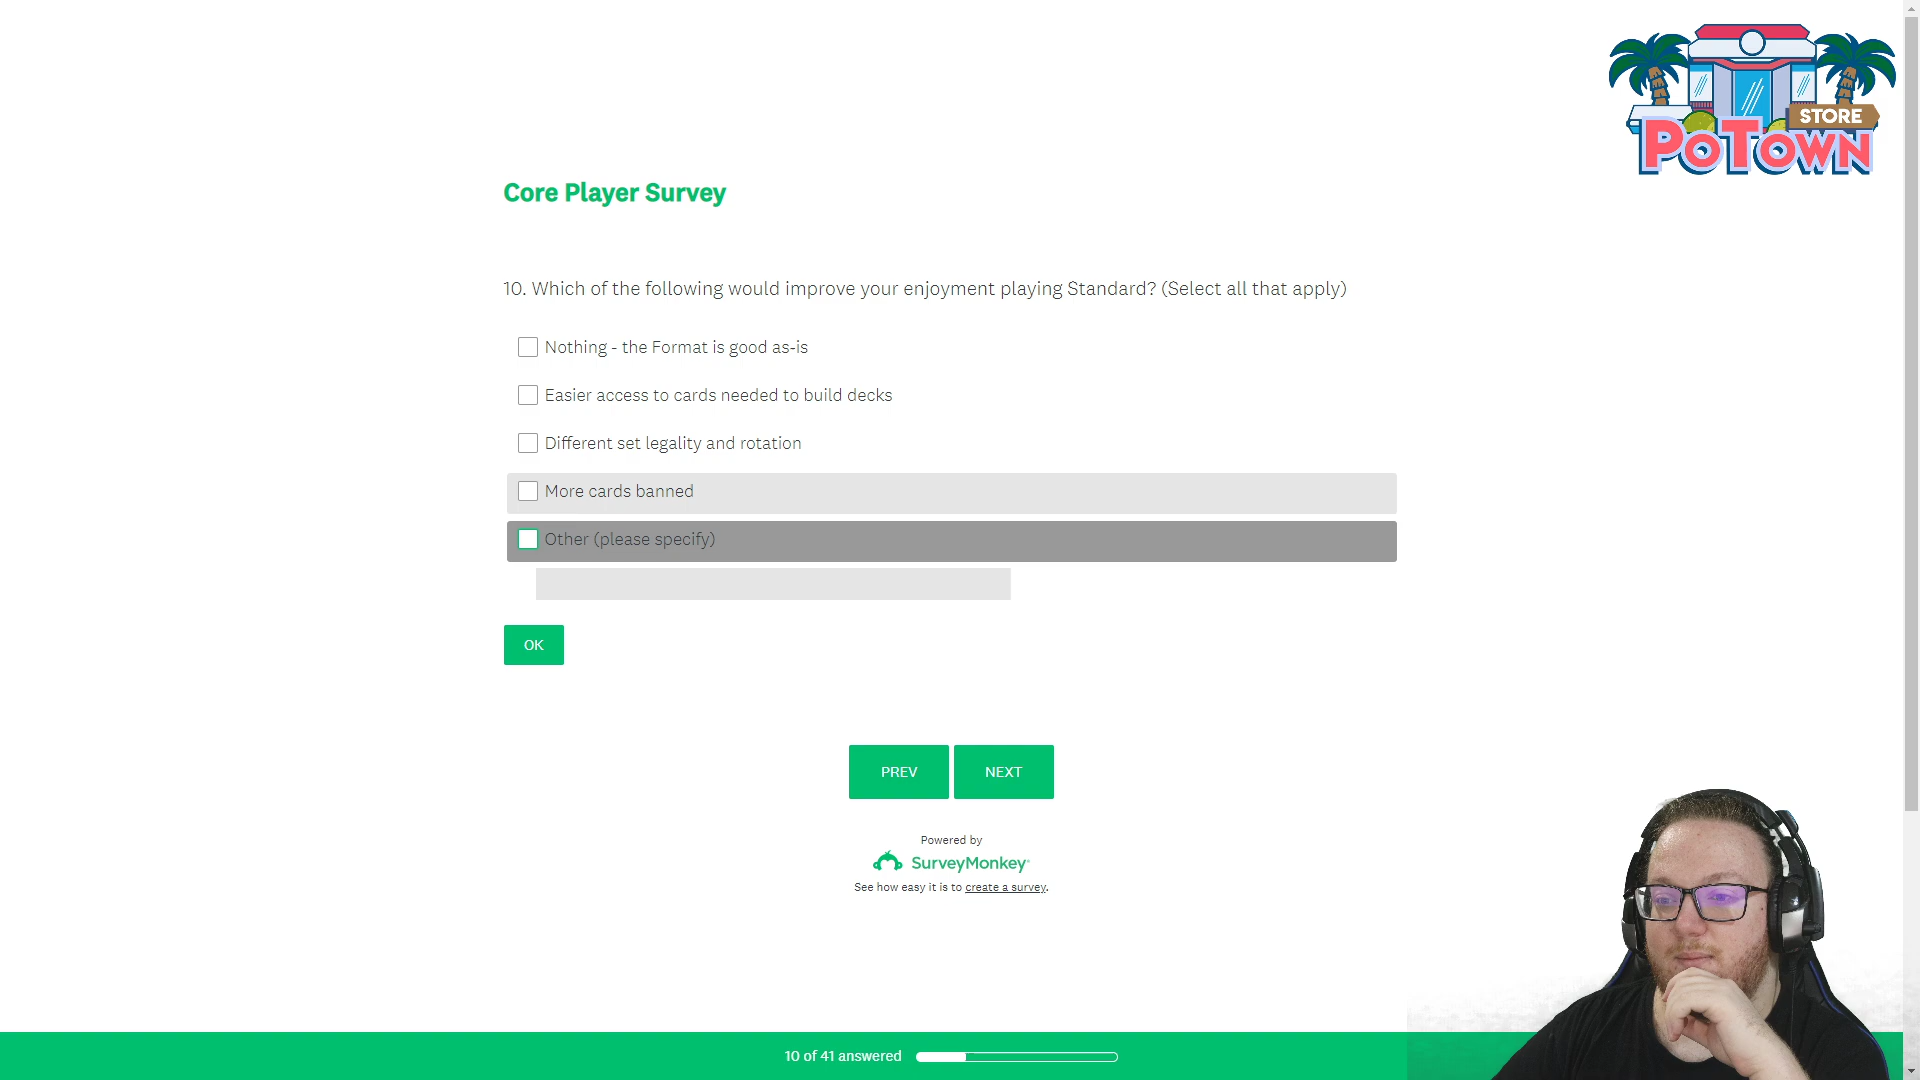 STORE
PoTown
Core Player Survey
10. Which of the following would improve your enjoyment playing Standard? (Select all that apply)
Nothing - the Format is good as-is
Easier access to cards needed to build decks
Different set legality and rotation
More cards banned
Other (please specify)
OK
PREV NEXT
Powered by
SurveyMonkey
See how easy it is to create a survey.
10 of 41 answered